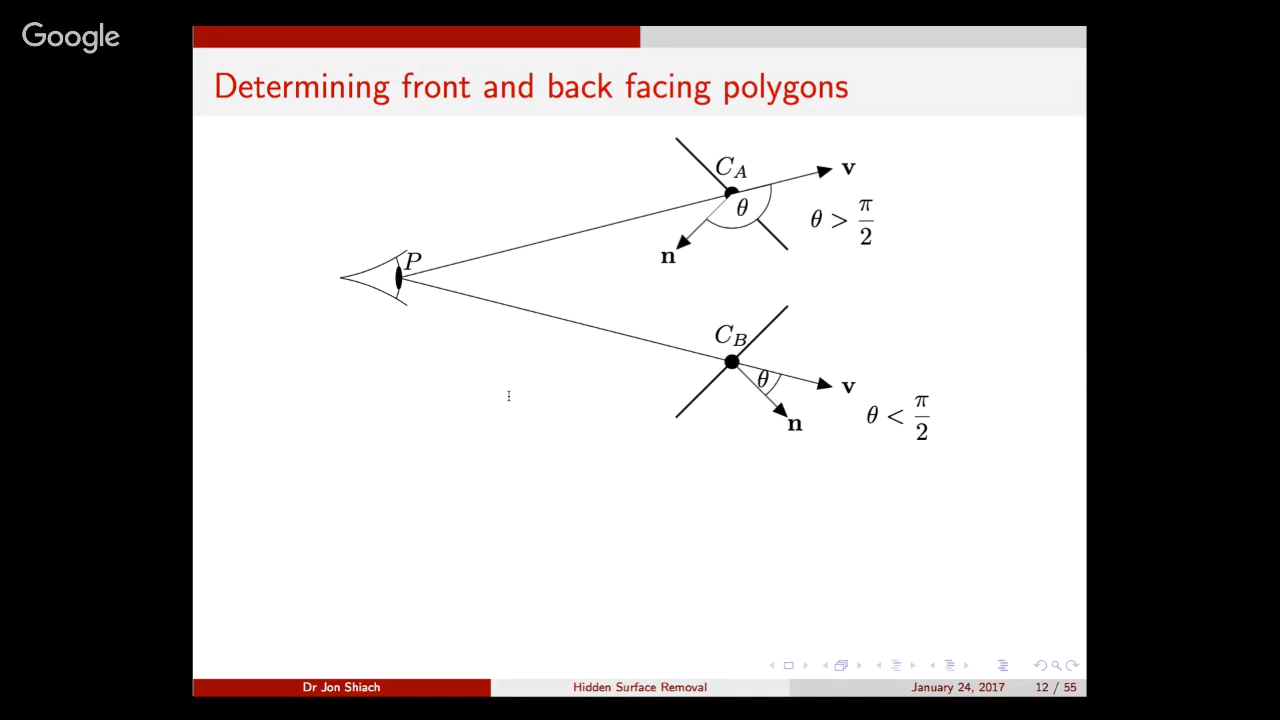 Google
Determining front and back facing polygons
C_A
v
θ
θ > π/2
n
P
C_B
θ
v
θ < π/2
n
Dr Jon Shiach
Hidden Surface Removal
January 24, 2017
12 / 55